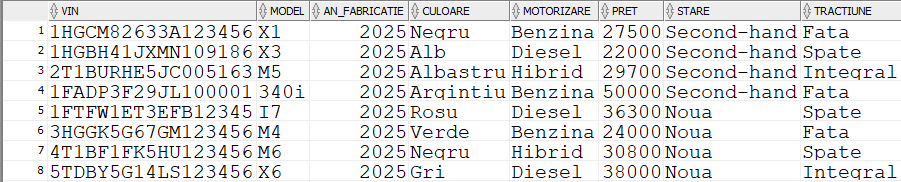 VIN MODEL AN_FABRICATIE CULOARE MOTORIZARE PRET STARE TRACTIUNE
1 1HGCM82633A123456 X1 2025 Negru Benzina 27500 Second-hand Fata
2 1HGBH41JXMN109186 X3 2025 Alb Diesel 22000 Second-hand Spate
3 2T1BURHE5JC005163 M5 2025 Albastru Hibrid 29700 Second-hand Integral
4 1FADP3F29JL100001 340i 2025 Argintiu Benzina 50000 Second-hand Fata
5 1FTFW1ET3EFB12345 I7 2025 Rosu Diesel 36300 Noua Spate
6 3HGGK5G67GM123456 M4 2025 Verde Benzina 24000 Noua Fata
7 4T1BF1FK5HU123456 M6 2025 Negru Hibrid 30800 Noua Spate
8 5TDBY5G14LS123456 X6 2025 Gri Diesel 38000 Noua Integral